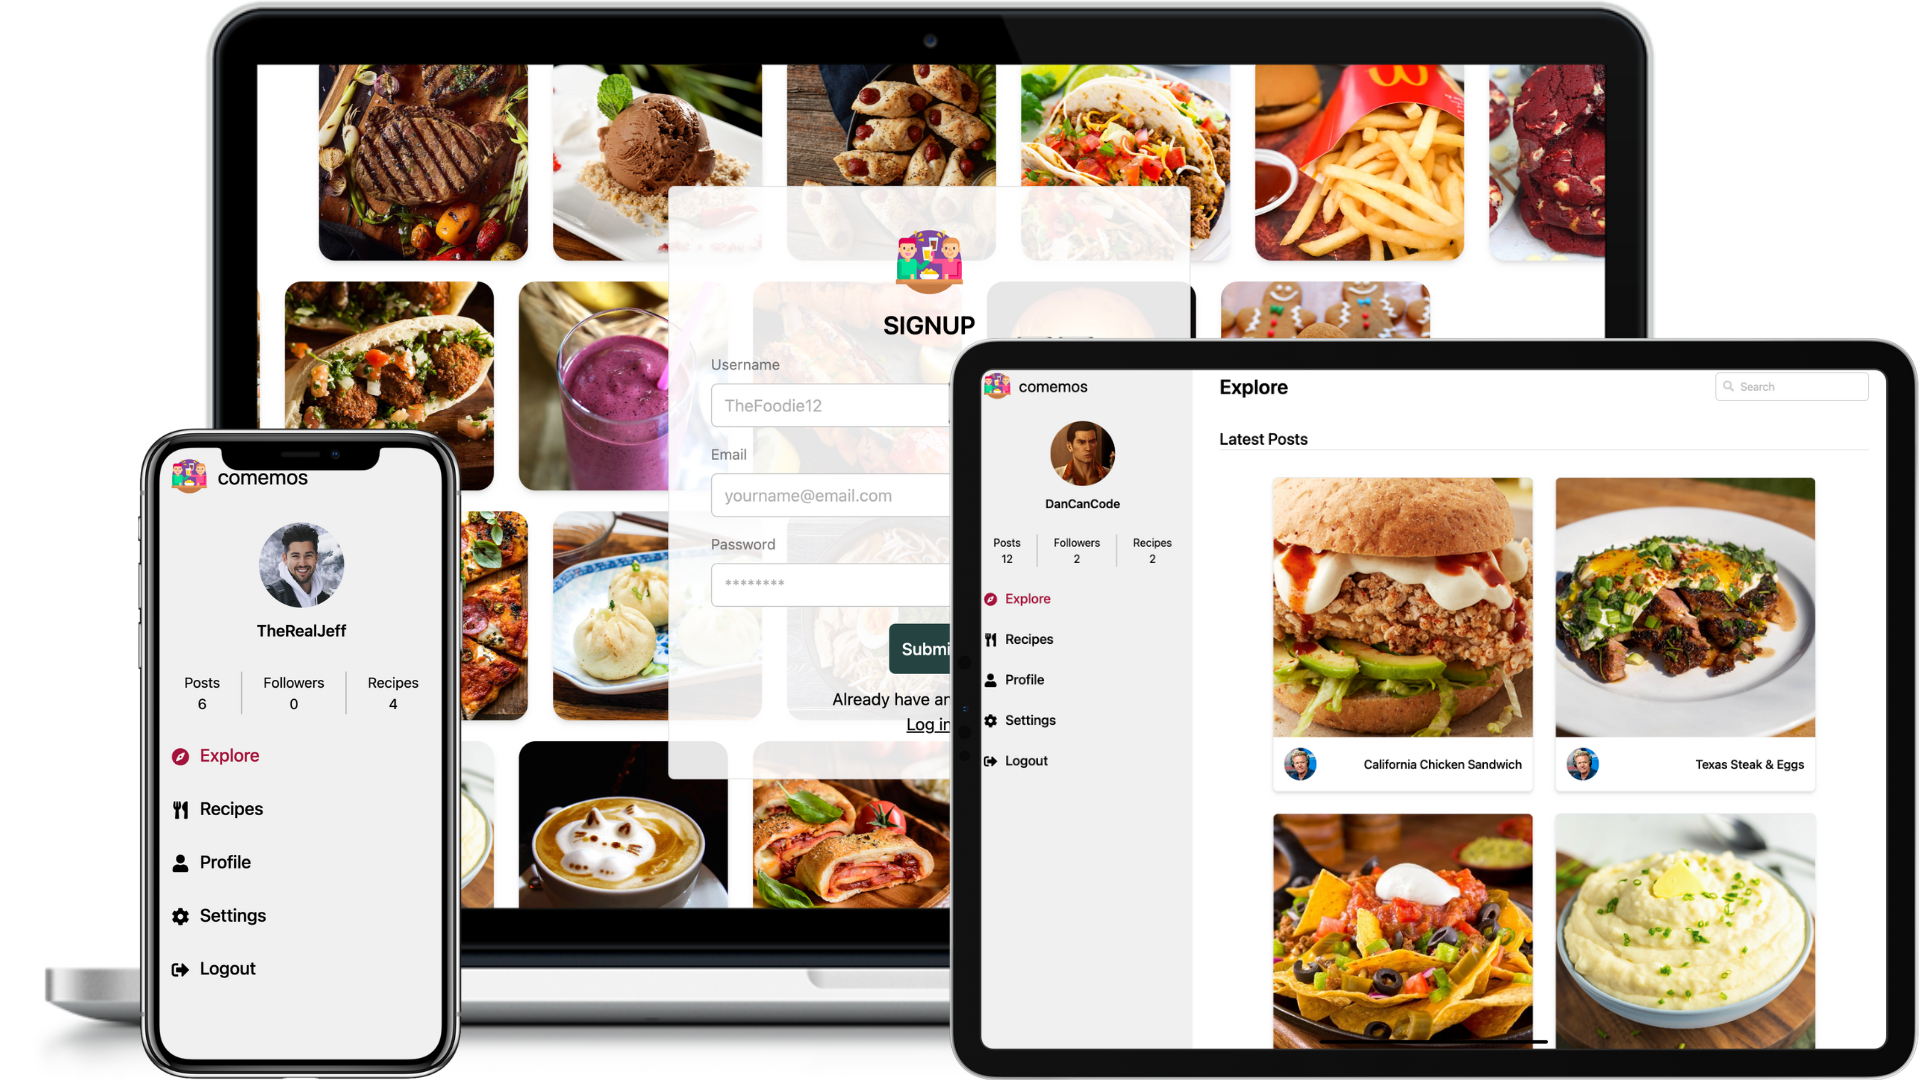 SIGNUP
Username
TheFoodie12
Email
yourname@email.com
Password
********
Submi
Already have an
Log in
comemos
TheRealJeff
Posts Followers Recipes
6 0 4
Explore
Recipes
Profile
Settings
Logout
comemos
DanCanCode
Posts Followers Recipes
12 2 2
Explore
Recipes
Profile
Settings
Logout
Explore
Search
Latest Posts
California Chicken Sandwich
Texas Steak & Eggs